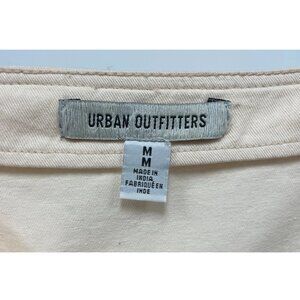 URBAN OUTFITTERS
M
M
MADE IN
INDIA
FABRIQUÉ EN
INDE